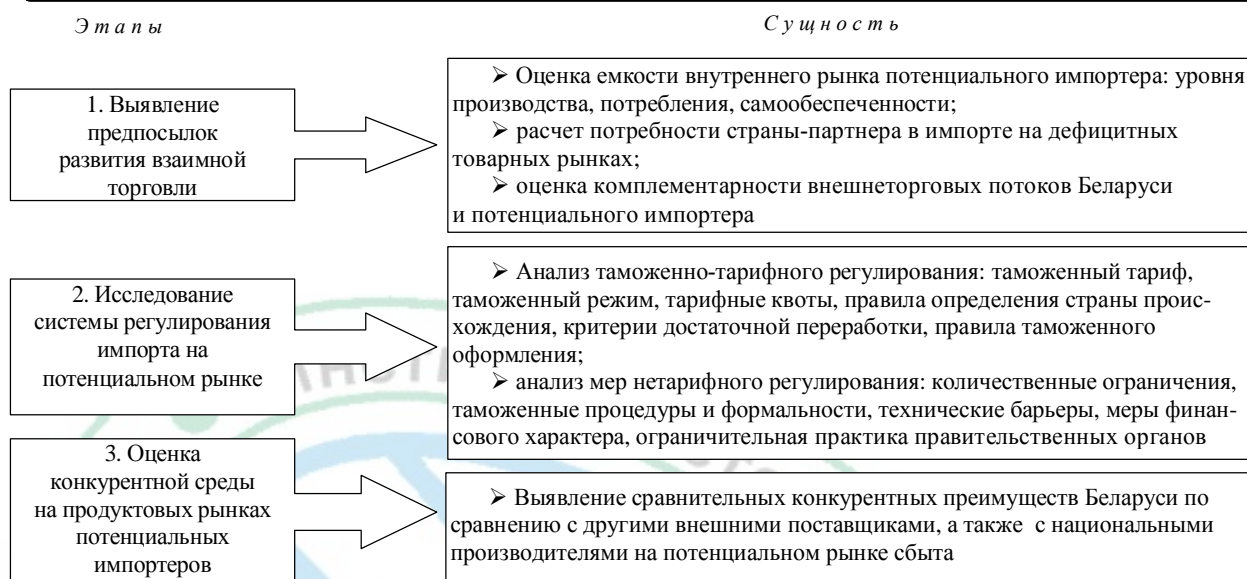 Этапы
Сущность
1. Выявление
предпосылок
развития взаимной
торговли
➢ Оценка емкости внутреннего рынка потенциального импортера: уровня
производства, потребления, самообеспеченности;
➢ расчет потребности страны-партнера в импорте на дефицитных
товарных рынках;
➢ оценка комплементарности внешнеторговых потоков Беларуси
и потенциального импортера
2. Исследование
системы регулирования
импорта на
потенциальном рынке
➢ Анализ таможенно-тарифного регулирования: таможенный тариф,
таможенный режим, тарифные квоты, правила определения страны проис-
хождения, критерии достаточной переработки, правила таможенного
оформления;
➢ анализ мер нетарифного регулирования: количественные ограничения,
таможенные процедуры и формальности, технические барьеры, меры финан-
сового характера, ограничительная практика правительственных органов
3. Оценка
конкурентной среды
на продуктовых рынках
потенциальных
импортеров
➢ Выявление сравнительных конкурентных преимуществ Беларуси по
сравнению с другими внешними поставщиками, а также с национальными
производителями на потенциальном рынке сбыта